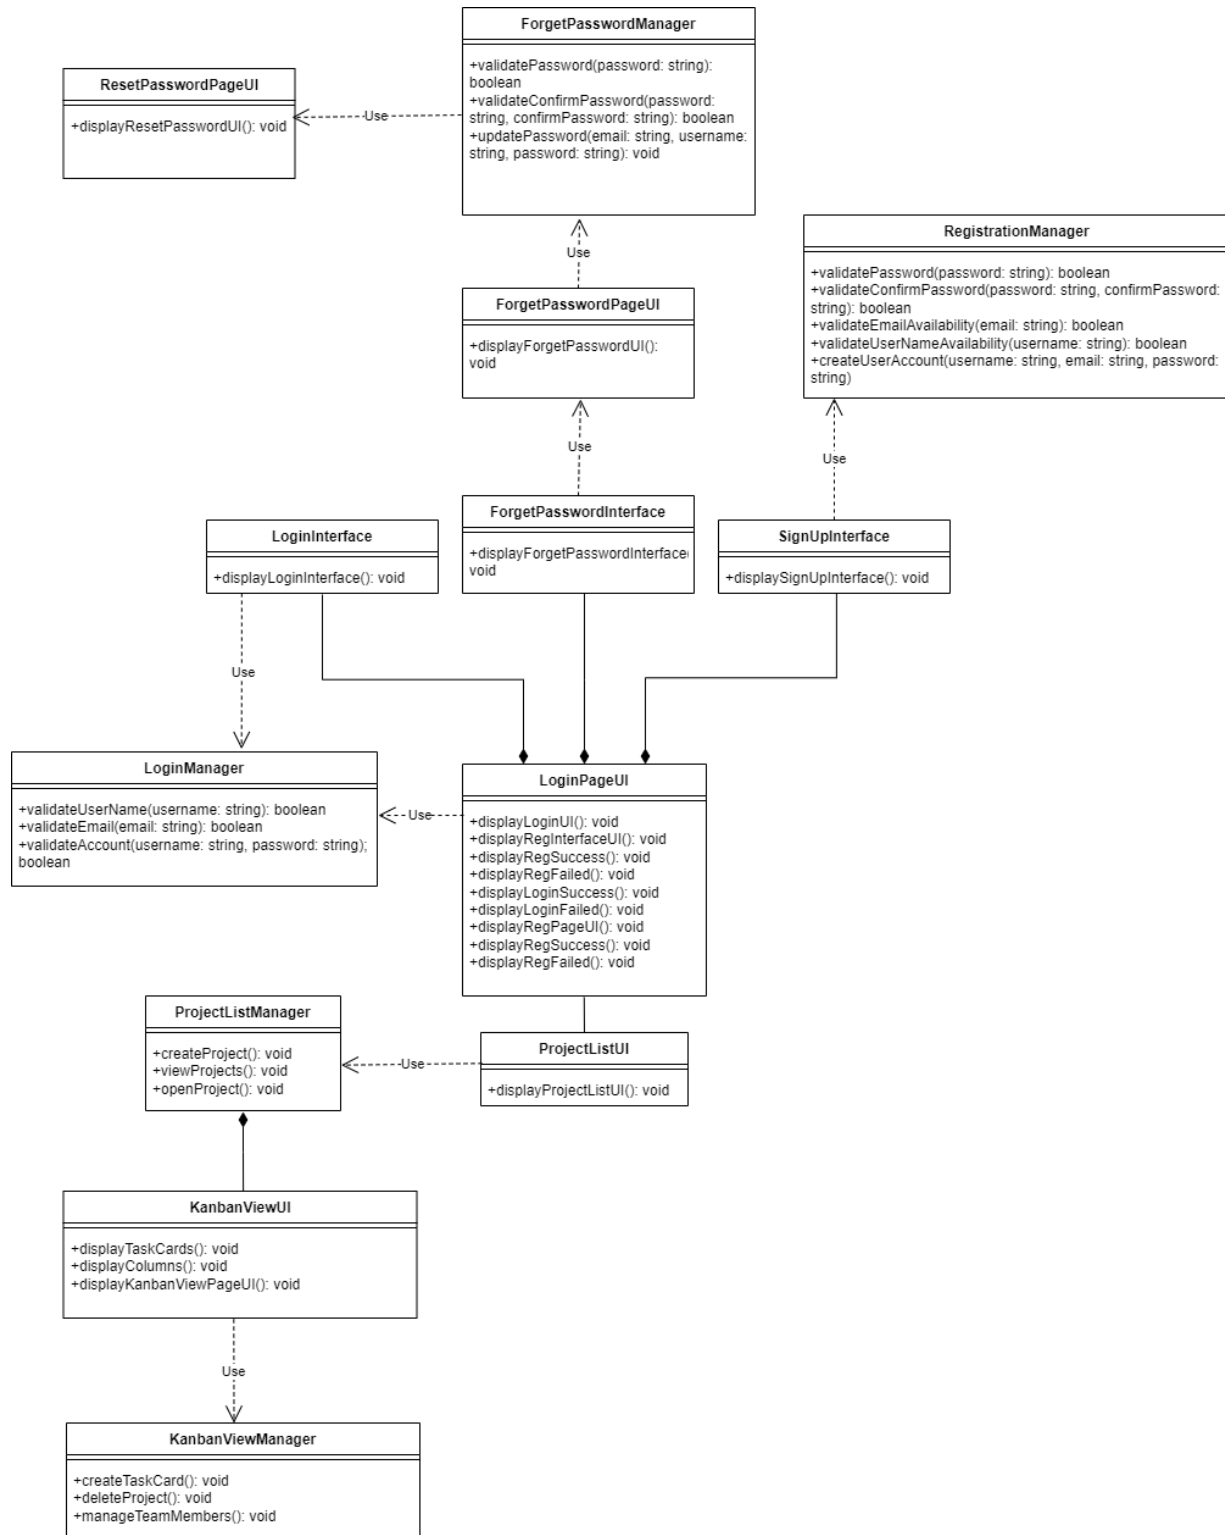 ForgetPasswordManager
+validatePassword(password: string):
boolean
+validateConfirmPassword(password:
string, confirmPassword: string): boolean
+updatePassword(email: string, username:
string, password: string): void
ResetPasswordPageUI
+displayResetPasswordUI(): void
Use
Use
RegistrationManager
+validatePassword(password: string): boolean
+validateConfirmPassword(password: string, confirmPassword:
string): boolean
+validateEmailAvailability(email: string): boolean
+validateUserNameAvailability(username: string): boolean
+createUserAccount(username: string, email: string, password:
string)
ForgetPasswordPageUI
+displayForgetPasswordUI():
void
Use
Use
LoginInterface
+displayLoginInterface(): void
ForgetPasswordInterface
+displayForgetPasswordInterface(
void
SignUpInterface
+displaySignUpInterface(): void
Use
LoginManager
+validateUserName(username: string): boolean
+validateEmail(email: string): boolean
+validateAccount(username: string, password: string);
boolean
Use
LoginPageUI
+displayLoginUI(): void
+displayRegInterfaceUI(): void
+displayRegSuccess(): void
+displayRegFailed(): void
+displayLoginSuccess(): void
+displayLoginFailed(): void
+displayRegPageUI(): void
+displayRegSuccess(): void
+displayRegFailed(): void
ProjectListManager
+createProject(): void
+viewProjects(): void
+openProject(): void
Use
ProjectListUI
+displayProjectListUI(): void
KanbanViewUI
+displayTaskCards(): void
+displayColumns(): void
+displayKanbanViewPageUI(): void
Use
KanbanViewManager
+createTaskCard(): void
+deleteProject(): void
+manageTeamMembers(): void